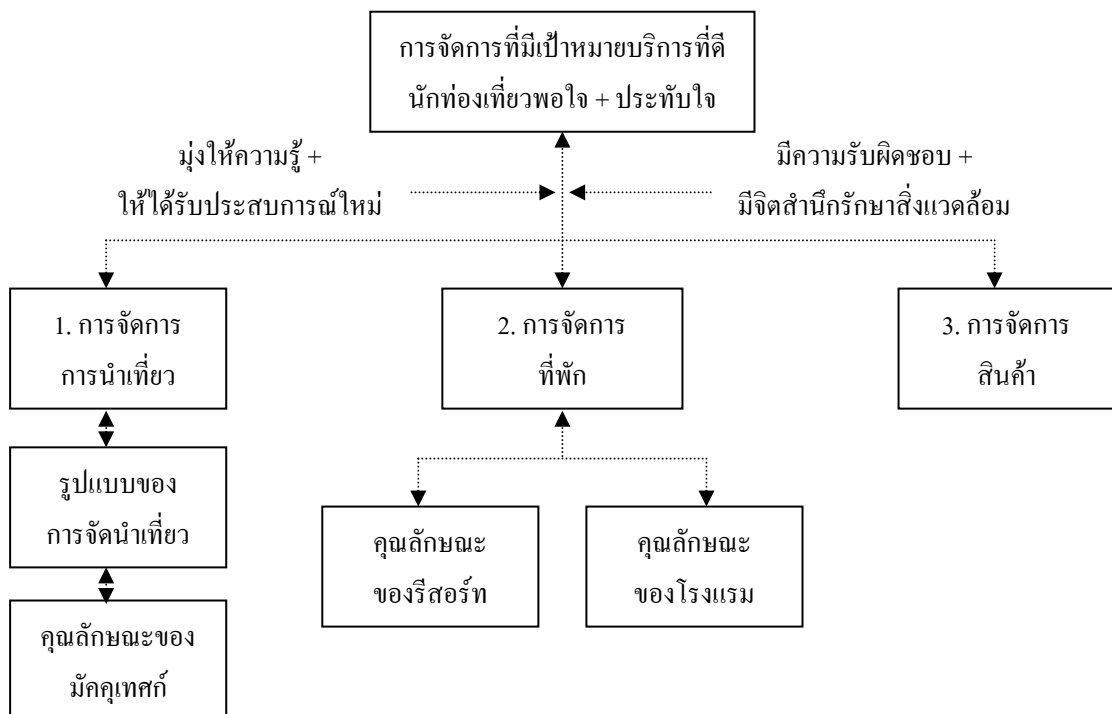 การจัดการที่มีเป้าหมายบริการที่ดี
นักท่องเที่ยวพอใจ + ประทับใจ
มุ่งให้ความรู้ +
ให้ได้รับประสบการณ์ใหม่
มีความรับผิดชอบ +
มีจิตสำนึกรักษาสิ่งแวดล้อม
1. การจัดการ
การนำเที่ยว
2. การจัดการ
ที่พัก
3. การจัดการ
สินค้า
รูปแบบของ
การจัดนำเที่ยว
คุณลักษณะ
ของรีสอร์ท
คุณลักษณะ
ของโรงแรม
คุณลักษณะของ
มัคคุเทศก์